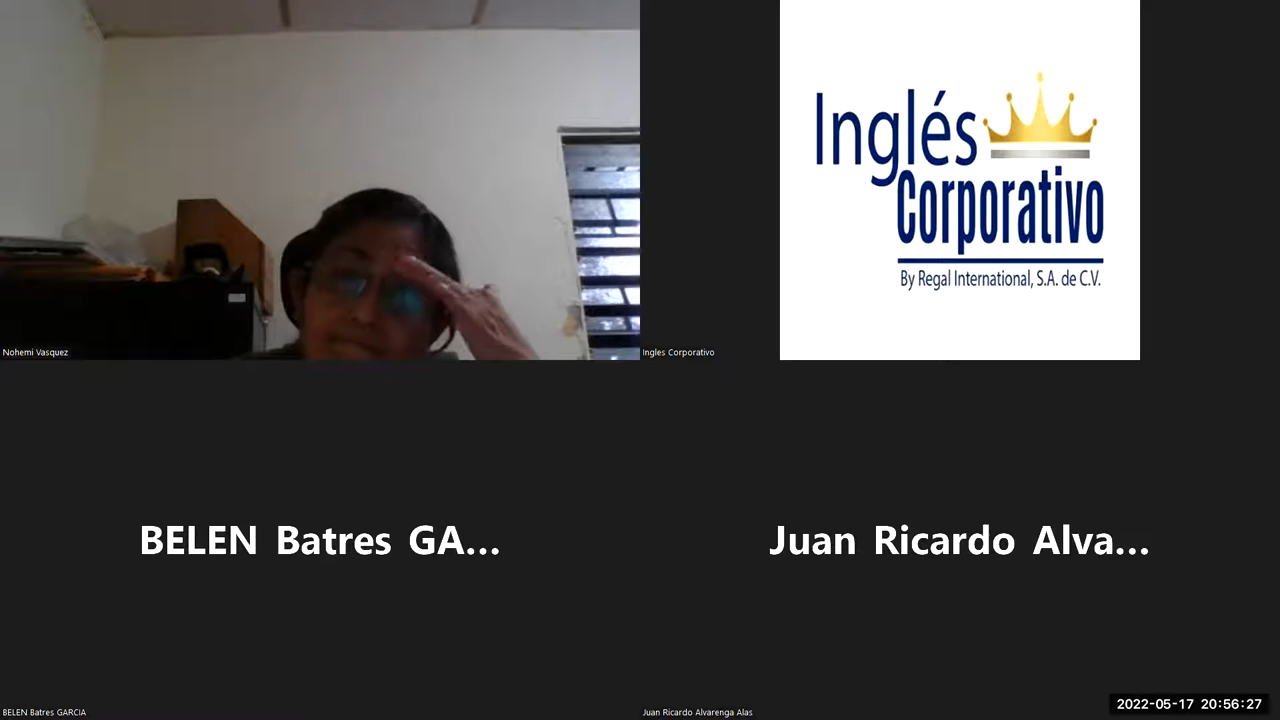 Inglés
Corporativo
By Regal International, S.A. de C.V.
Nohemi Vasquez
Ingles Corporativo
BELEN Batres GA...
Juan Ricardo Alva...
BELEN Batres GARCIA
Juan Ricardo Alvarenga Alas
2022-05-17 20:56:27